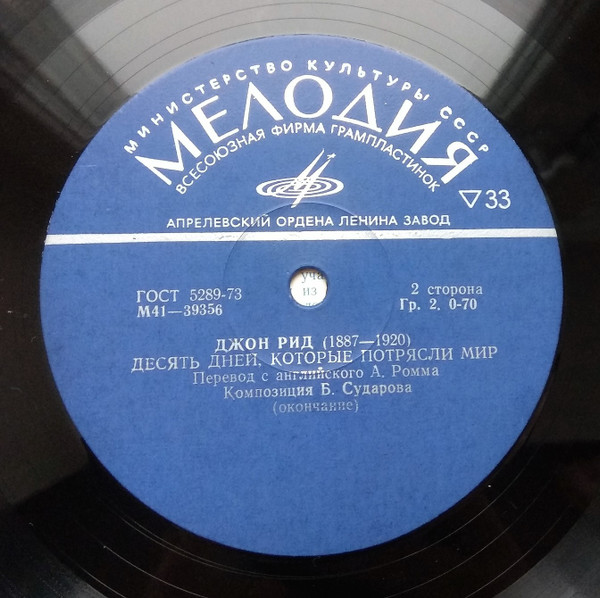 МИНИСТЕРСТВО КУЛЬТУРЫ СССР
МЕЛОДИЯ
ВСЕСОЮЗНАЯ ФИРМА ГРАМПЛАСТИНОК
▽33
АПРЕЛЕВСКИЙ ОРДЕНА ЛЕНИНА ЗАВОД
уча
из
ГОСТ 5289-73
М41—39356
2 сторона
Гр. 2. 0-70
ДЖОН РИД (1887—1920)
ДЕСЯТЬ ДНЕЙ, КОТОРЫЕ ПОТРЯСЛИ МИР
Перевод с английского А. Ромма
Композиция Б. Сударова
(окончание)